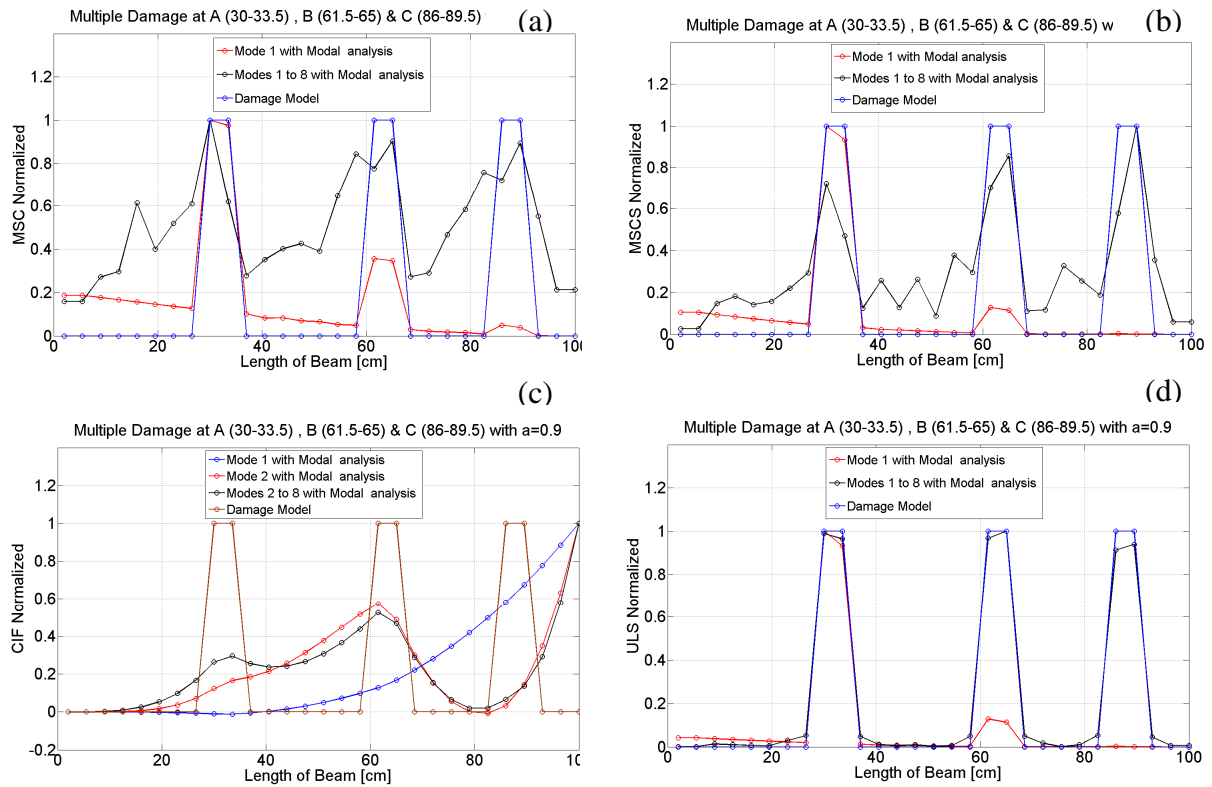 Multiple Damage at A (30-33.5) , B (61.5-65) & C (86-89.5)
(a)
Mode 1 with Modal analysis
Modes 1 to 8 with Modal analysis
Damage Model
MSC Normalized
1.2
1
0.8
0.6
0.4
0.2
0
0 20 40 60 80 100
Length of Beam [cm]
Multiple Damage at A (30-33.5) , B (61.5-65) & C (86-89.5) w
(b)
Mode 1 with Modal analysis
Modes 1 to 8 with Modal analysis
Damage Model
MSCS Normalized
1.2
1
0.8
0.6
0.4
0.2
0
0 20 40 60 80 100
Length of Beam [cm]
(c)
Multiple Damage at A (30-33.5) , B (61.5-65) & C (86-89.5) with a=0.9
Mode 1 with Modal analysis
Mode 2 with Modal analysis
Modes 2 to 8 with Modal analysis
Damage Model
CIF Normalized
1.2
1
0.8
0.6
0.4
0.2
0
-0.2
0 20 40 60 80 100
Length of Beam [cm]
(d)
Multiple Damage at A (30-33.5) , B (61.5-65) & C (86-89.5) with a=0.9
Mode 1 with Modal analysis
Modes 1 to 8 with Modal analysis
Damage Model
ULS Normalized
1.2
1
0.8
0.6
0.4
0.2
0
0 20 40 60 80 100
Length of Beam [cm]